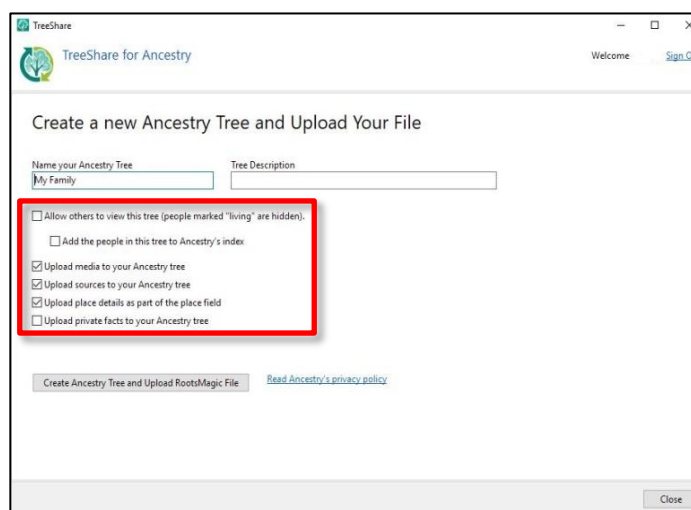 TreeShare
TreeShare for Ancestry
Welcome
Sign O
Create a new Ancestry Tree and Upload Your File
Name your Ancestry Tree
Tree Description
My Family
Allow others to view this tree (people marked "living" are hidden).
Add the people in this tree to Ancestry's index
Upload media to your Ancestry tree
Upload sources to your Ancestry tree
Upload place details as part of the place field
Upload private facts to your Ancestry tree
Create Ancestry Tree and Upload RootsMagic File
Read Ancestry's privacy policy
Close